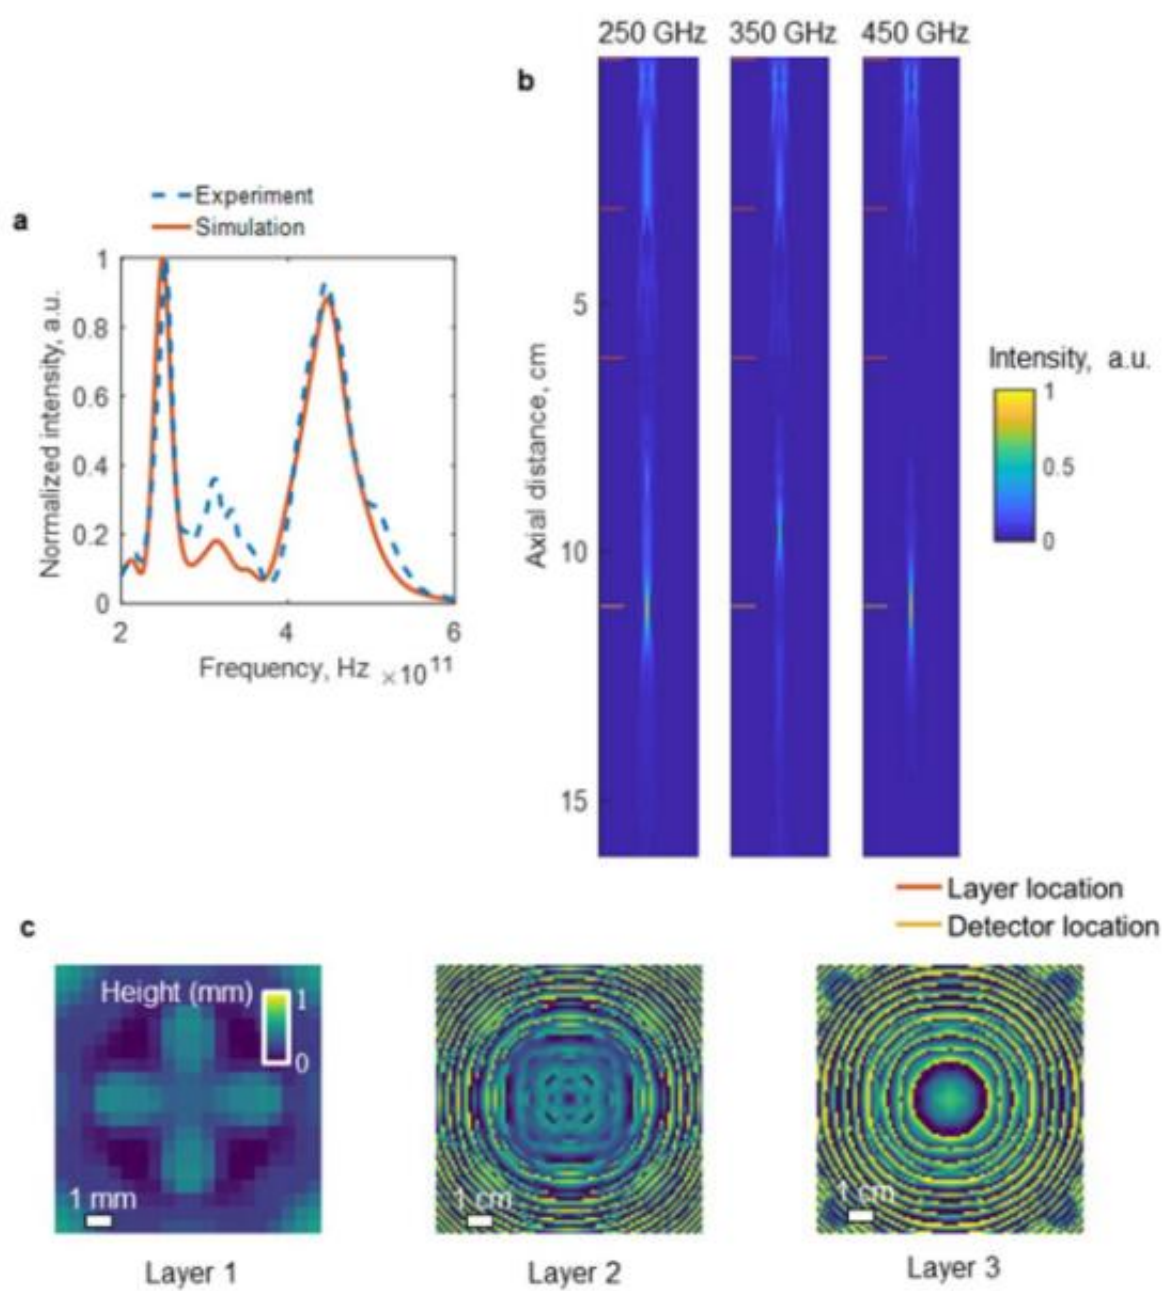 250 GHz 350 GHz 450 GHz
b
Experiment
Simulation
a
Normalized intensity, a.u.
1
0.8
0.6
0.4
0.2
0
2
4
6
Frequency, Hz ×10¹¹
Axial distance, cm
5
10
15
Intensity, a.u.
1
0.5
0
Layer location
Detector location
c
Height (mm)
1
0
1 mm
1 cm
1 cm
Layer 1
Layer 2
Layer 3